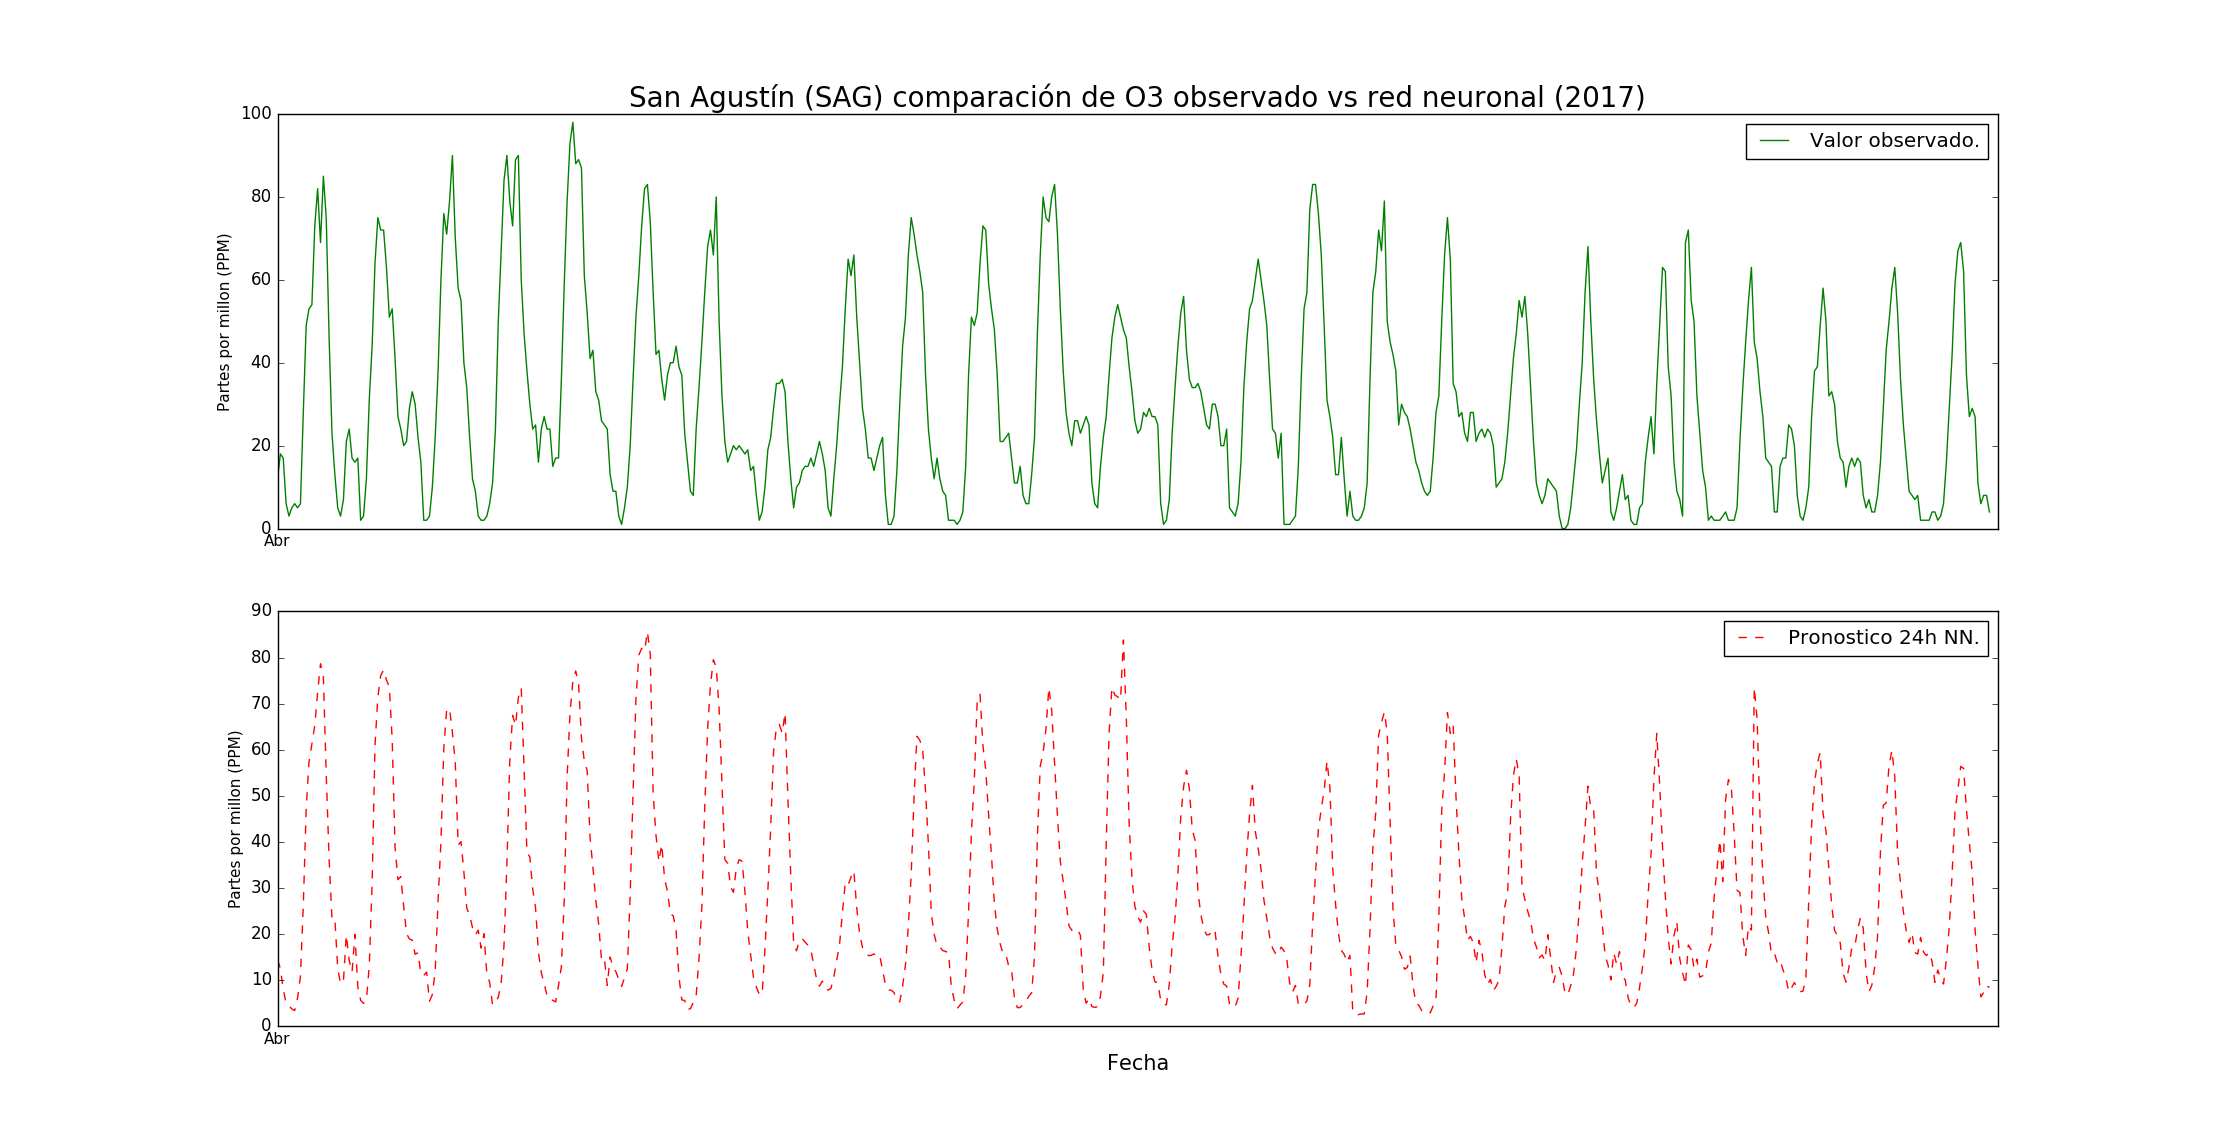 San Agustín (SAG) comparación de O3 observado vs red neuronal (2017)
100
80
60
40
20
0
Partes por millon (PPM)
Valor observado.
Abr
90
80
70
60
50
40
30
20
10
0
Partes por millon (PPM)
Pronostico 24h NN.
Abr
Fecha